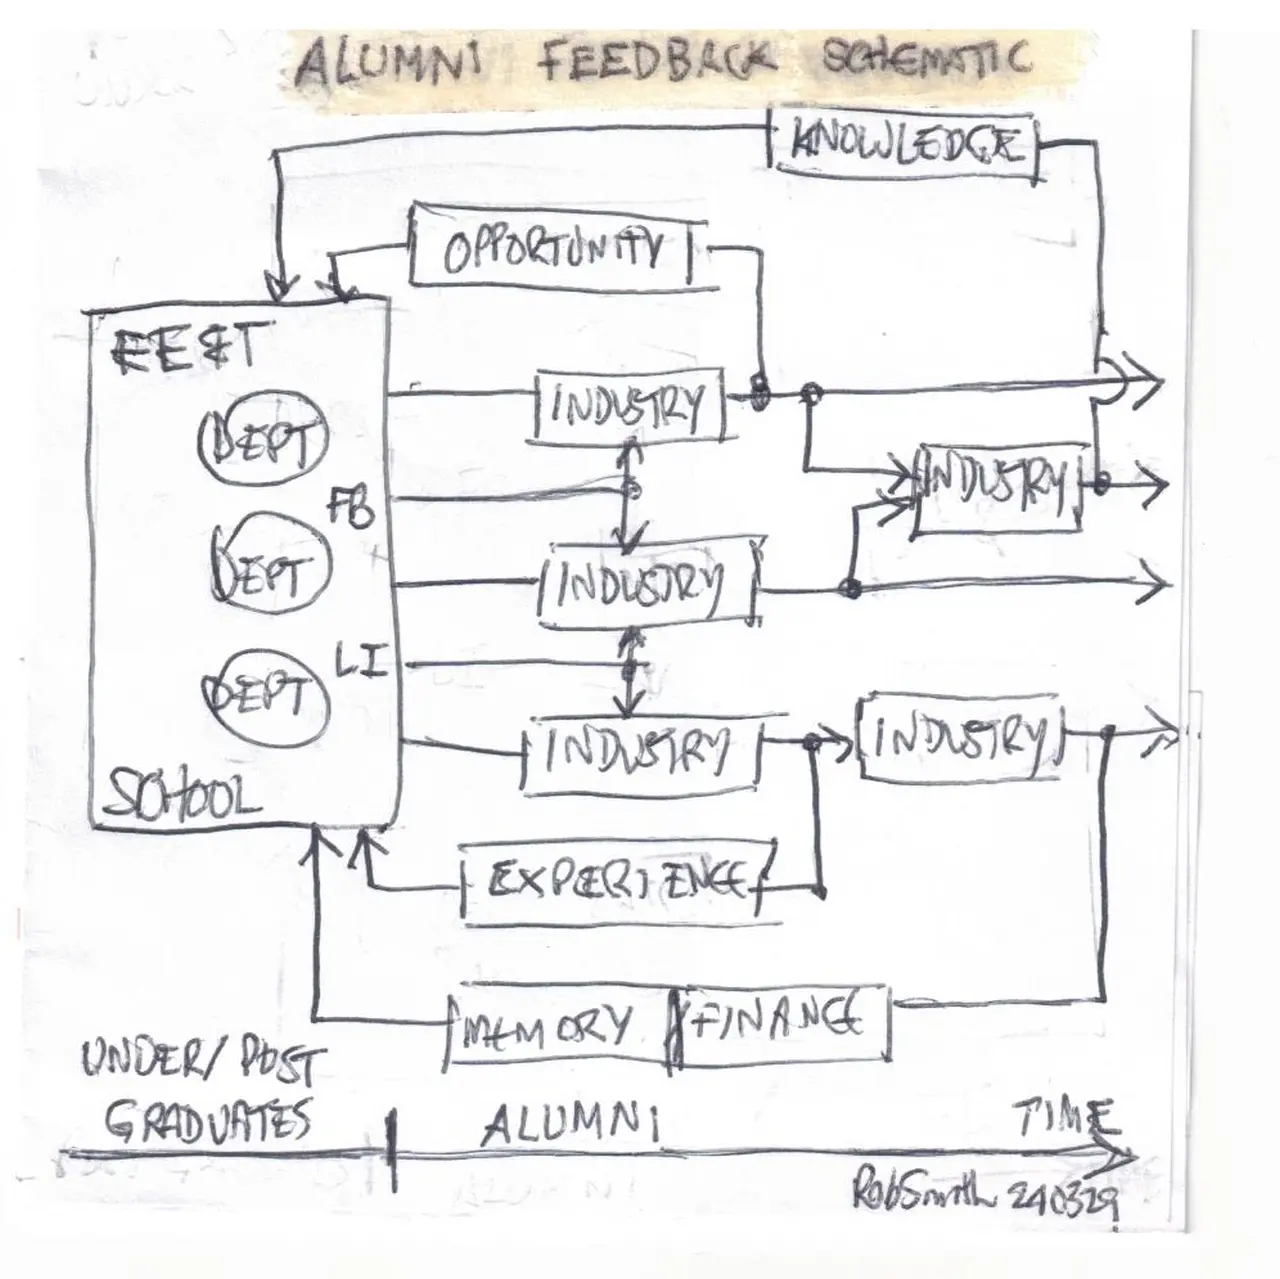 ALUMNI FEEDBACK SCHEMATIC
KNOWLEDGE
OPPORTUNITY
EE&T
DEPT
FB
DEPT
LI
DEPT
SCHOOL
INDUSTRY
INDUSTRY
INDUSTRY
INDUSTRY
INDUSTRY
EXPERIENCE
MEMORY FINANCE
UNDER/POST
GRADUATES
ALUMNI
TIME
RobSmith 240329